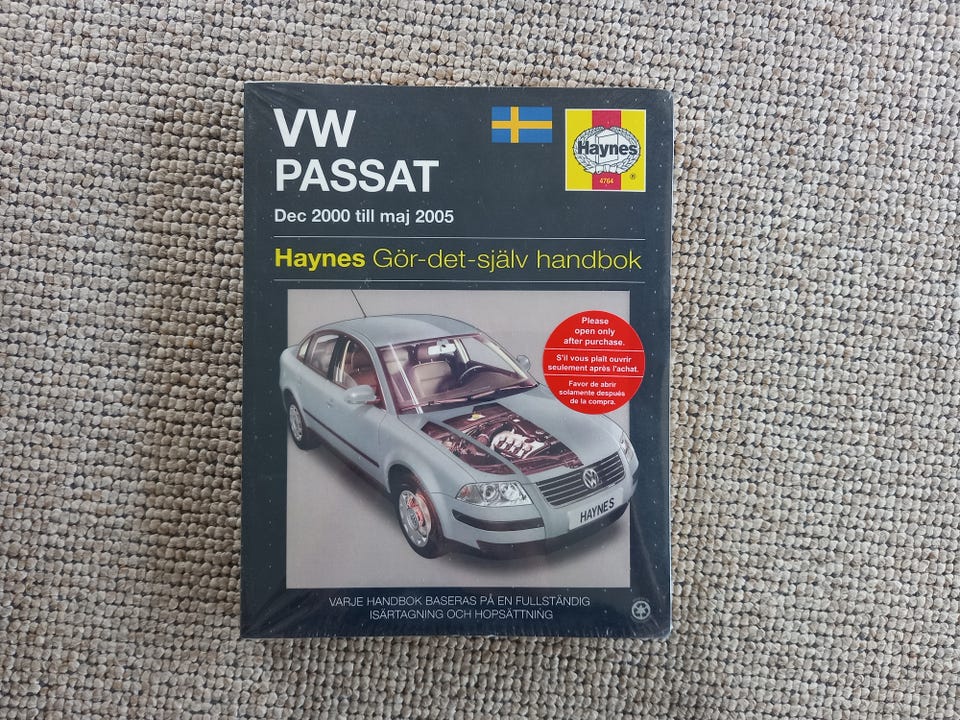 VW
PASSAT
Dec 2000 till maj 2005
Haynes
4764
®
Haynes Gör-det-själv handbok
Please
open only
after purchase.
S'il vous plaît ouvrir
seulement après l'achat.
Favor de abrir
solamente después
de la compra.
HAYNES
VARJE HANDBOK BASERAS PÅ EN FULLSTÄNDIG
ISÄRTAGNING OCH HOPSÄTTNING